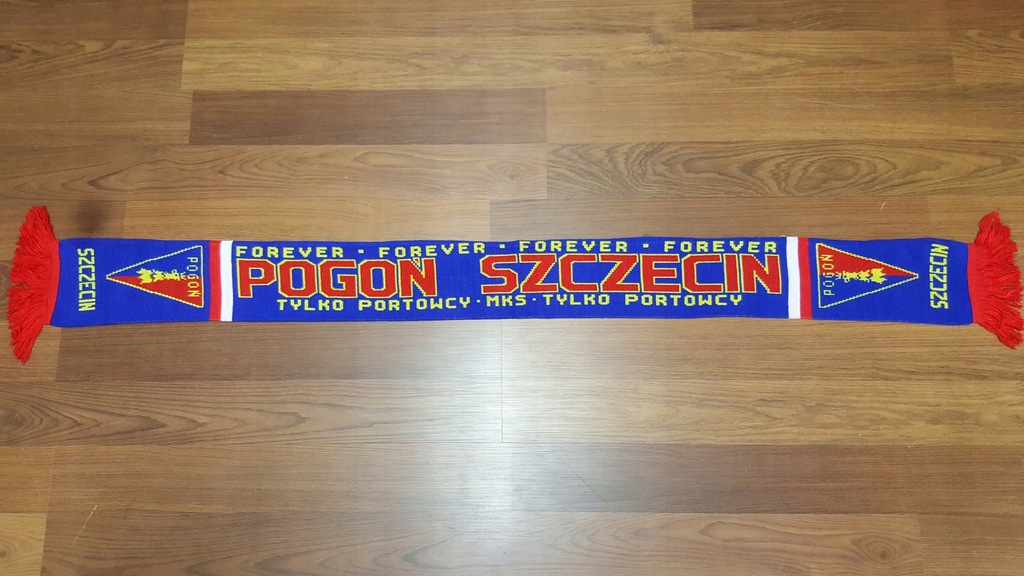 SZCZECIN
POGOŃ
FOREVER - FOREVER - FOREVER - FOREVER
POGOŃ SZCZECIN
TYLKO PORTOWCY · MKS · TYLKO PORTOWCY
POGOŃ
SZCZECIN